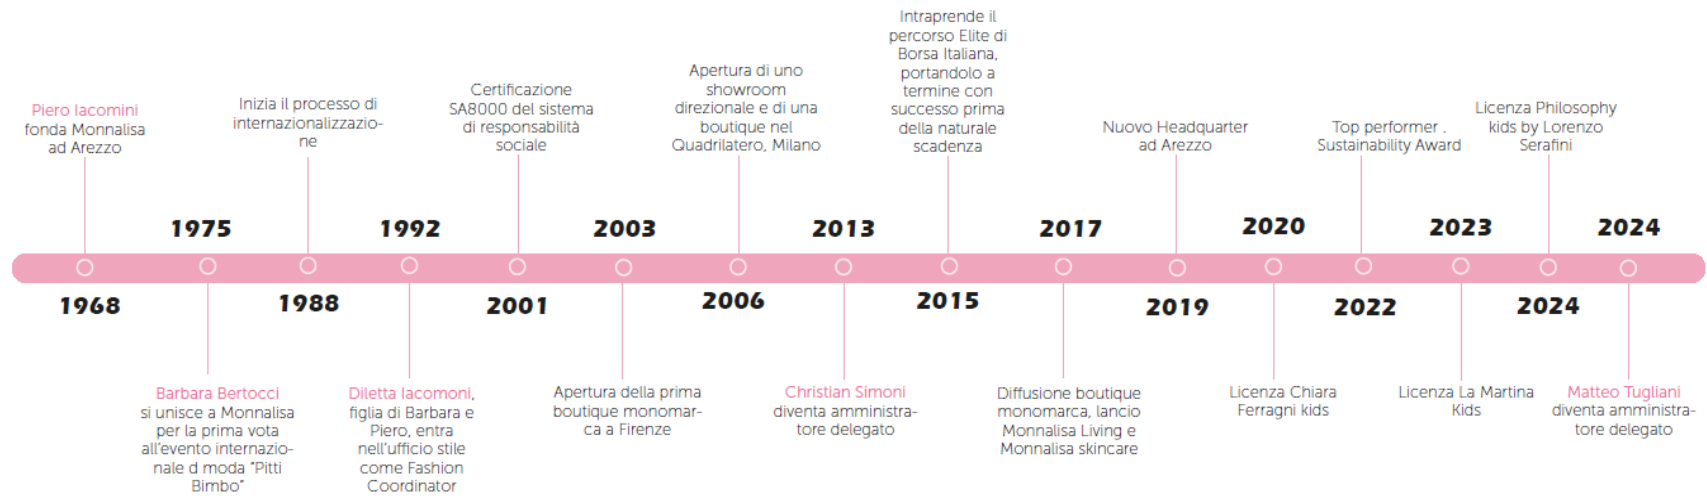 Piero Iacomini
fonda Monnalisa
ad Arezzo
1968
1975
Barbara Bertocci
si unisce a Monnalisa
per la prima vota
all'evento internazio-
nale d moda "Pitti
Bimbo"
Inizia il processo di
internazionalizzazio-
ne
1988
1992
Diletta Iacomoni,
figlia di Barbara e
Piero, entra
nell'ufficio stile
come Fashion
Coordinator
Certificazione
SA8000 del sistema
di responsabilità
sociale
2001
2003
Apertura della prima
boutique monomar-
ca a Firenze
Apertura di uno
showroom
direzionale e di una
boutique nel
Quadrilatero, Milano
2006
2013
Christian Simoni
diventa amministra-
tore delegato
Intraprende il
percorso Elite di
Borsa Italiana,
portandolo a
termine con
successo prima
della naturale
scadenza
2015
2017
Diffusione boutique
monomarca, lancio
Monnalisa Living e
Monnalisa skincare
Nuovo Headquarter
ad Arezzo
2019
2020
Licenza Chiara
Ferragni kids
Top performer .
Sustainability Award
2022
2023
Licenza La Martina
Kids
Licenza Philosophy
kids by Lorenzo
Serafini
2024
2024
Matteo Tugliani
diventa amministra-
tore delegato